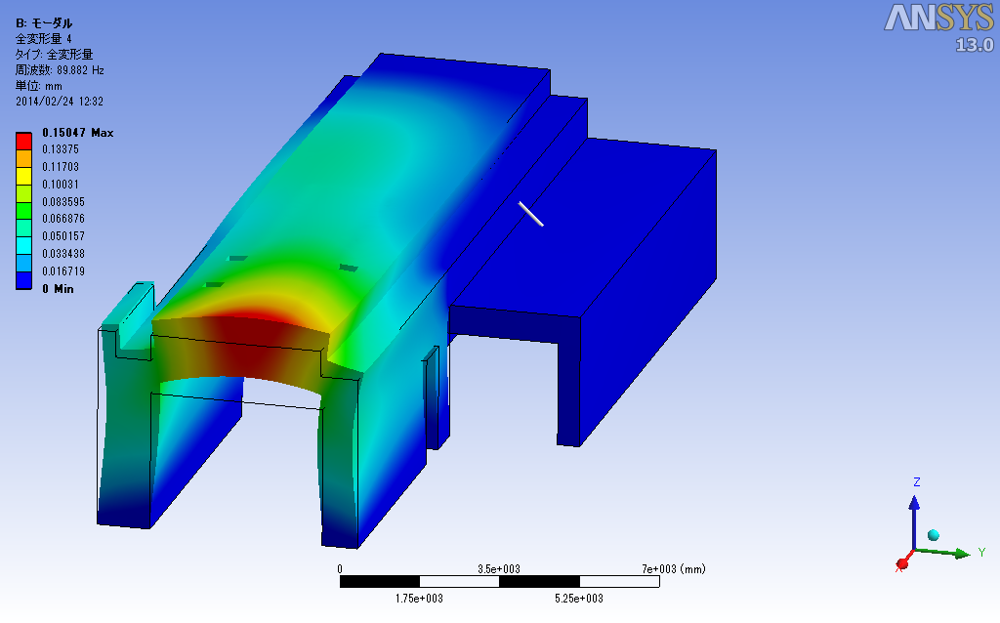 B: モーダル
全変形量 4
タイプ: 全変形量
周波数: 89.882 Hz
単位: mm
2014/02/24 12:32
ANSYS
13.0
0.15047 Max
0.13375
0.11703
0.10031
0.083595
0.066876
0.050157
0.033438
0.016719
0 Min
Z
Y
X
0 3.5e+003 7e+003 (mm)
1.75e+003 5.25e+003